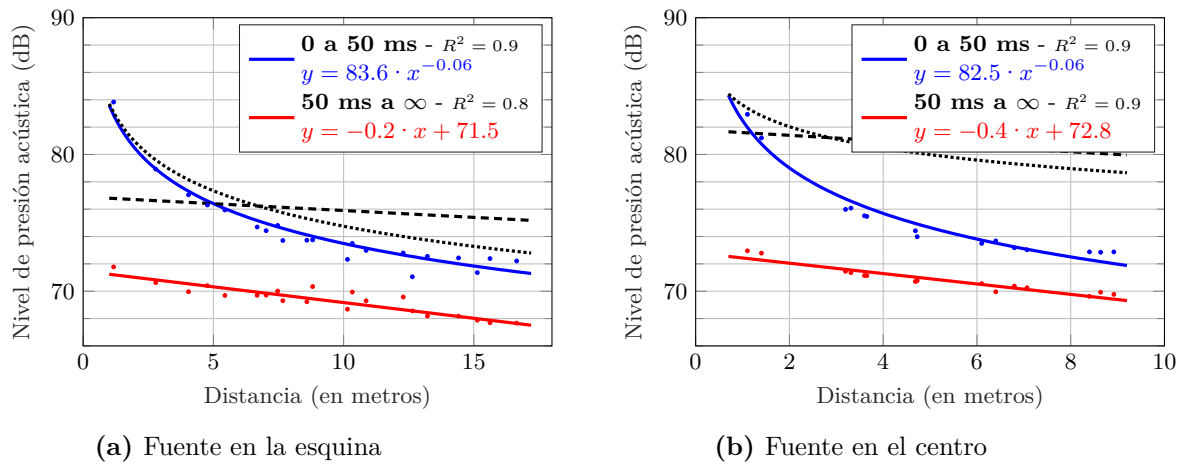 90
80
70
Nivel de presión acústica (dB)
0 a 50 ms - R² = 0.9
y = 83.6 · x^−0.06
50 ms a ∞ - R² = 0.8
y = −0.2 · x + 71.5
0 5 10 15
Distancia (en metros)
(a) Fuente en la esquina
90
80
70
Nivel de presión acústica (dB)
0 a 50 ms - R² = 0.9
y = 82.5 · x^−0.06
50 ms a ∞ - R² = 0.9
y = −0.4 · x + 72.8
0 2 4 6 8 10
Distancia (en metros)
(b) Fuente en el centro